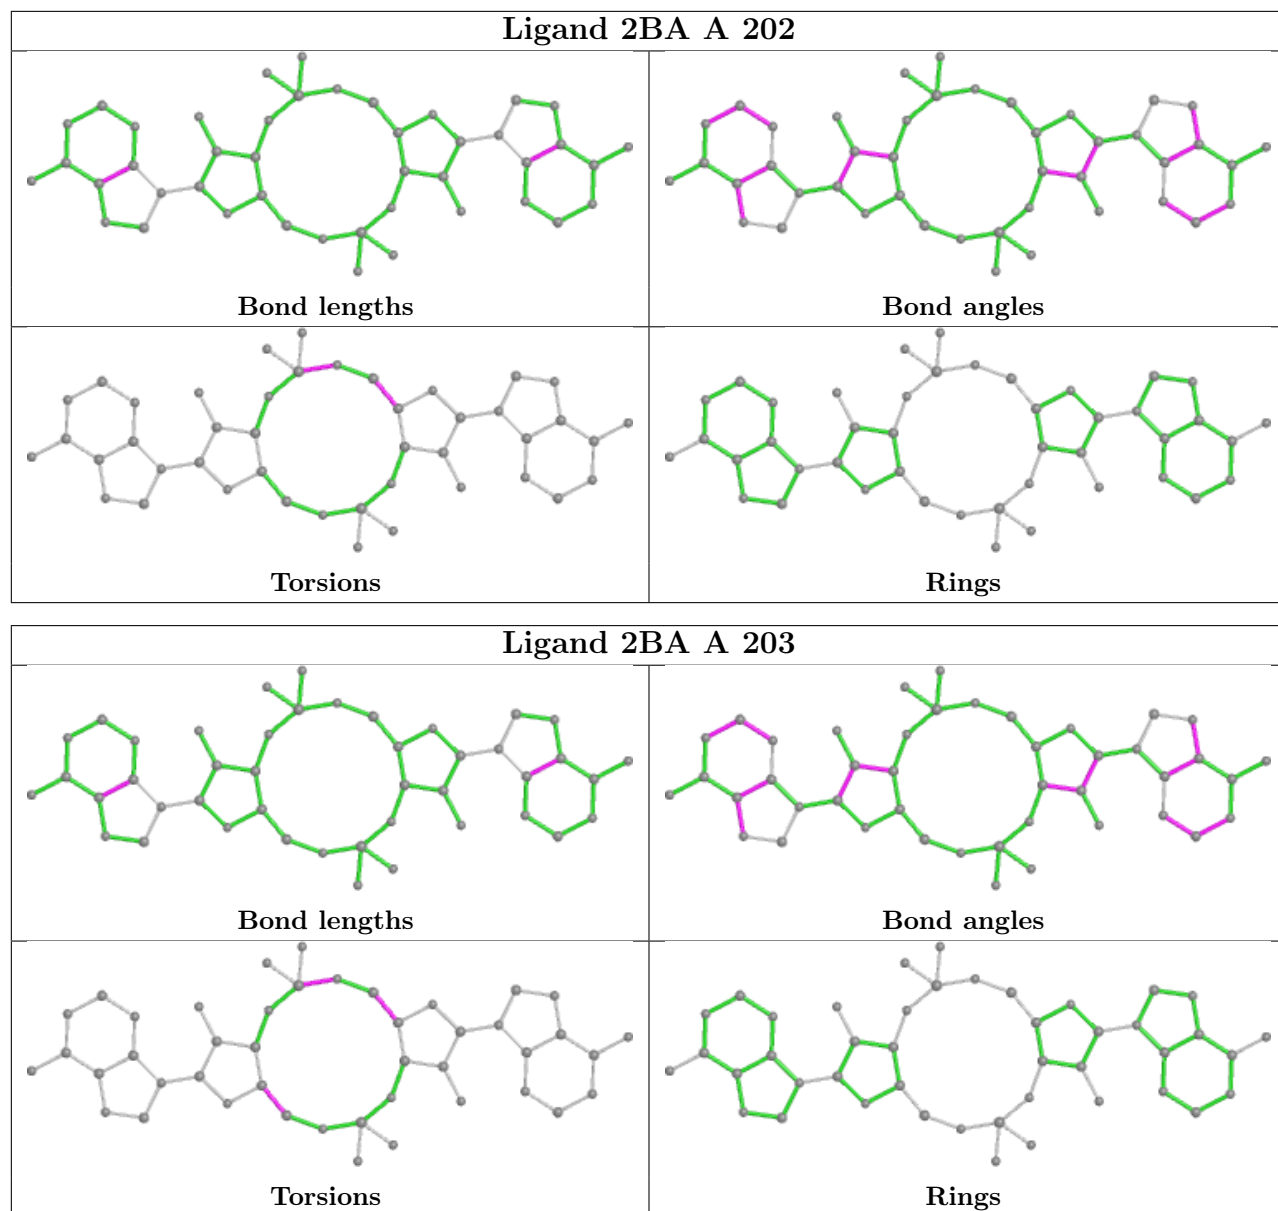 Ligand 2BA A 202
Bond lengths
Bond angles
Torsions
Rings
Ligand 2BA A 203
Bond lengths
Bond angles
Torsions
Rings